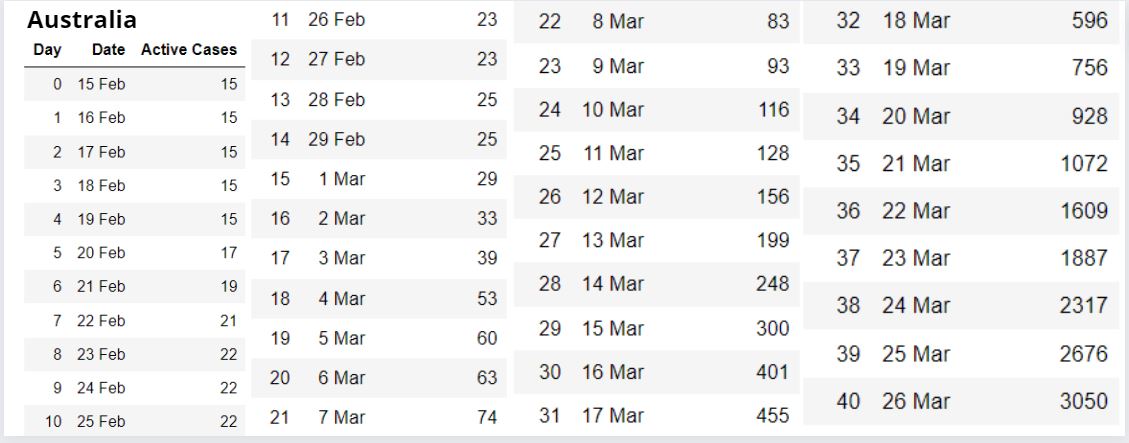 Australia
Day Date Active Cases
0 15 Feb 15
1 16 Feb 15
2 17 Feb 15
3 18 Feb 15
4 19 Feb 15
5 20 Feb 17
6 21 Feb 19
7 22 Feb 21
8 23 Feb 22
9 24 Feb 22
10 25 Feb 22
11 26 Feb 23
12 27 Feb 23
13 28 Feb 25
14 29 Feb 25
15 1 Mar 29
16 2 Mar 33
17 3 Mar 39
18 4 Mar 53
19 5 Mar 60
20 6 Mar 63
21 7 Mar 74
22 8 Mar 83
23 9 Mar 93
24 10 Mar 116
25 11 Mar 128
26 12 Mar 156
27 13 Mar 199
28 14 Mar 248
29 15 Mar 300
30 16 Mar 401
31 17 Mar 455
32 18 Mar 596
33 19 Mar 756
34 20 Mar 928
35 21 Mar 1072
36 22 Mar 1609
37 23 Mar 1887
38 24 Mar 2317
39 25 Mar 2676
40 26 Mar 3050